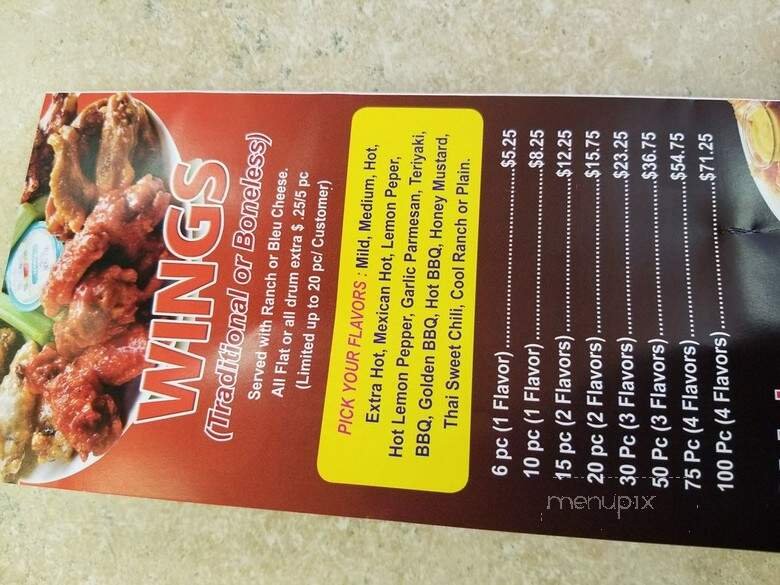 WINGS
(Traditional or Boneless)
Served with Ranch or Bleu Cheese.
All Flat or all drum extra $ .25/5 pc
(Limited up to 20 pc/ Customer)
PICK YOUR FLAVORS : Mild, Medium, Hot,
Extra Hot, Mexican Hot, Lemon Peper,
Hot Lemon Pepper, Garlic Parmesan, Teriyaki,
BBQ, Golden BBQ, Hot BBQ, Honey Mustard,
Thai Sweet Chili, Cool Ranch or Plain.
6 pc (1 Flavor)........................$5.25
10 pc (1 Flavor)......................$8.25
15 pc (2 Flavors)...................$12.25
20 pc (2 Flavors)...................$15.75
30 Pc (3 Flavors)...................$23.25
50 Pc (3 Flavors)...................$36.75
75 Pc (4 Flavors)...................$54.75
100 Pc (4 Flavors).................$71.25
menupix